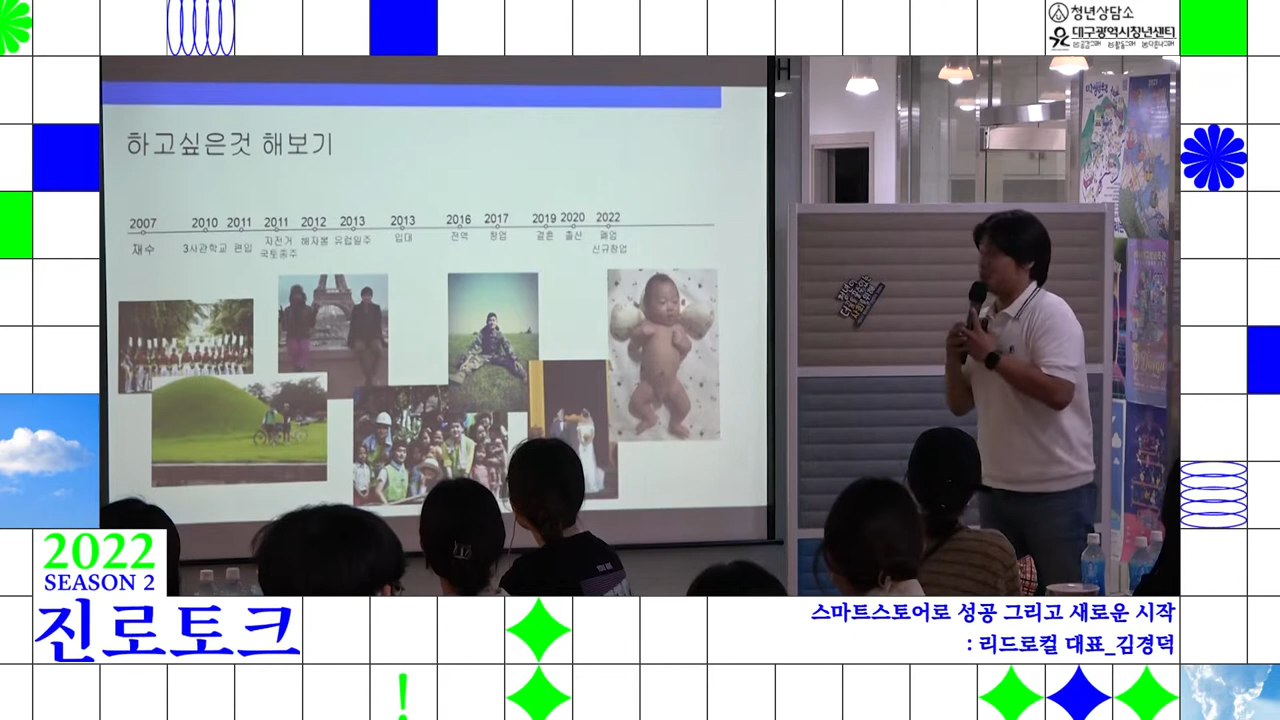 청년상담소
대구광역시청년센터
하고싶은것 해보기
2007 2010 2011 2011 2012 2013 2013 2016 2017 2019 2020 2022
재수 3사관학교 편입 자전거 해자봉 유럽일주 입대 전역 창업 결혼 출산 폐업
국토종주 신규창업
2022
SEASON 2
진로토크
스마트스토어로 성공 그리고 새로운 시작
: 리드로컬 대표_김경덕